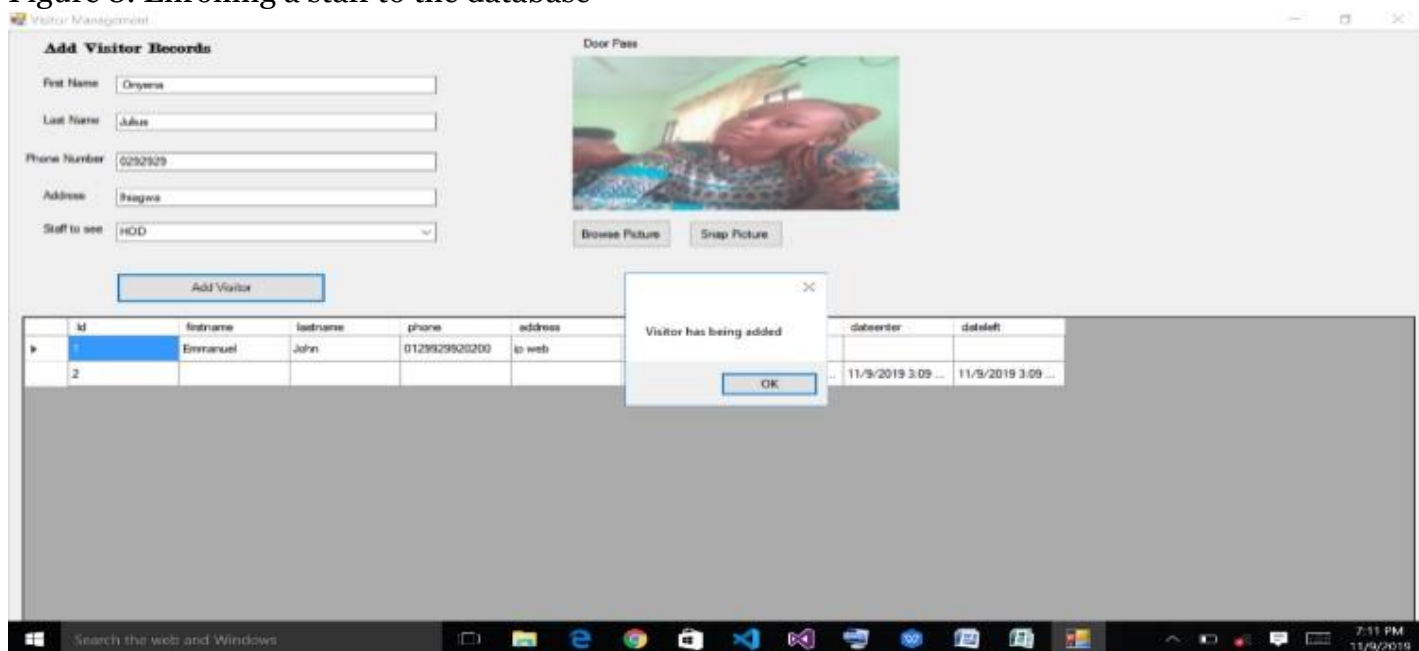 Figure 8: Enrolling a staff to the database
Visitor Management
Add Visitor Records
Door Pass
First Name
Last Name Julius
Phone Number 0292929
Address
Staff to see HOD
Browse Picture Snap Picture
Add Visitor
Visitor has being added
OK
Id firstname lastname phone address dateenter dateleft
1 Emmanuel John 0129929920200 ip web
2 ... 11/9/2019 3:09 ... 11/9/2019 3:09 ...
Search the web and Windows
7:11 PM
11/9/2019